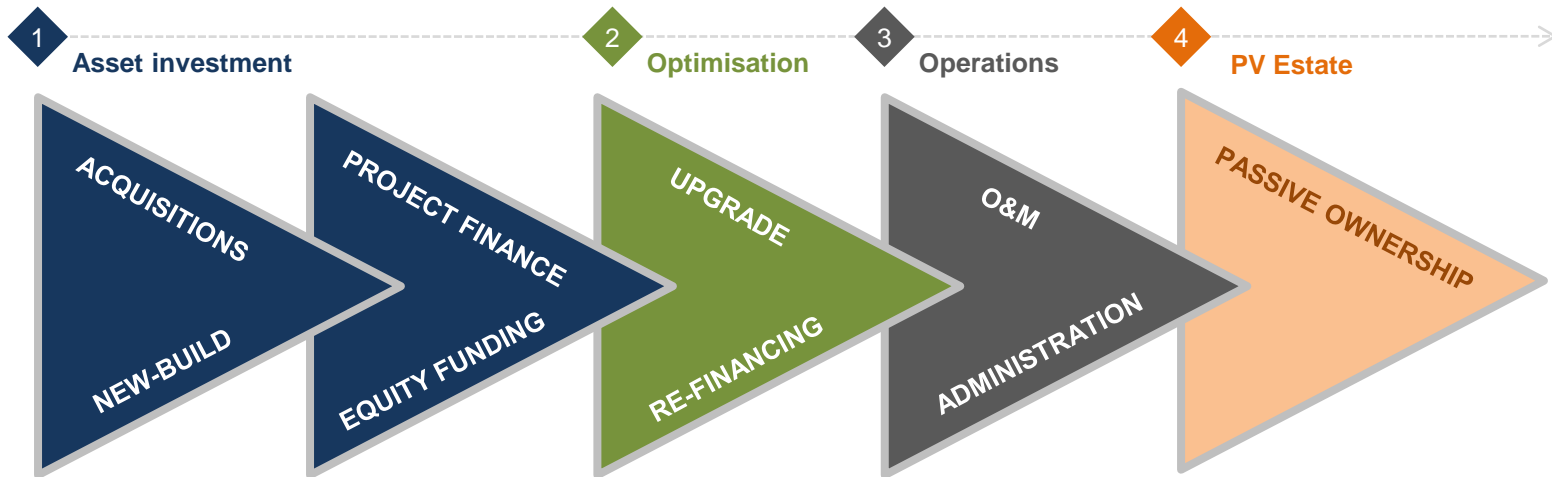 1
Asset investment
2
Optimisation
3
Operations
4
PV Estate
ACQUISITIONS
NEW-BUILD
PROJECT FINANCE
EQUITY FUNDING
UPGRADE
RE-FINANCING
O&M
ADMINISTRATION
PASSIVE OWNERSHIP